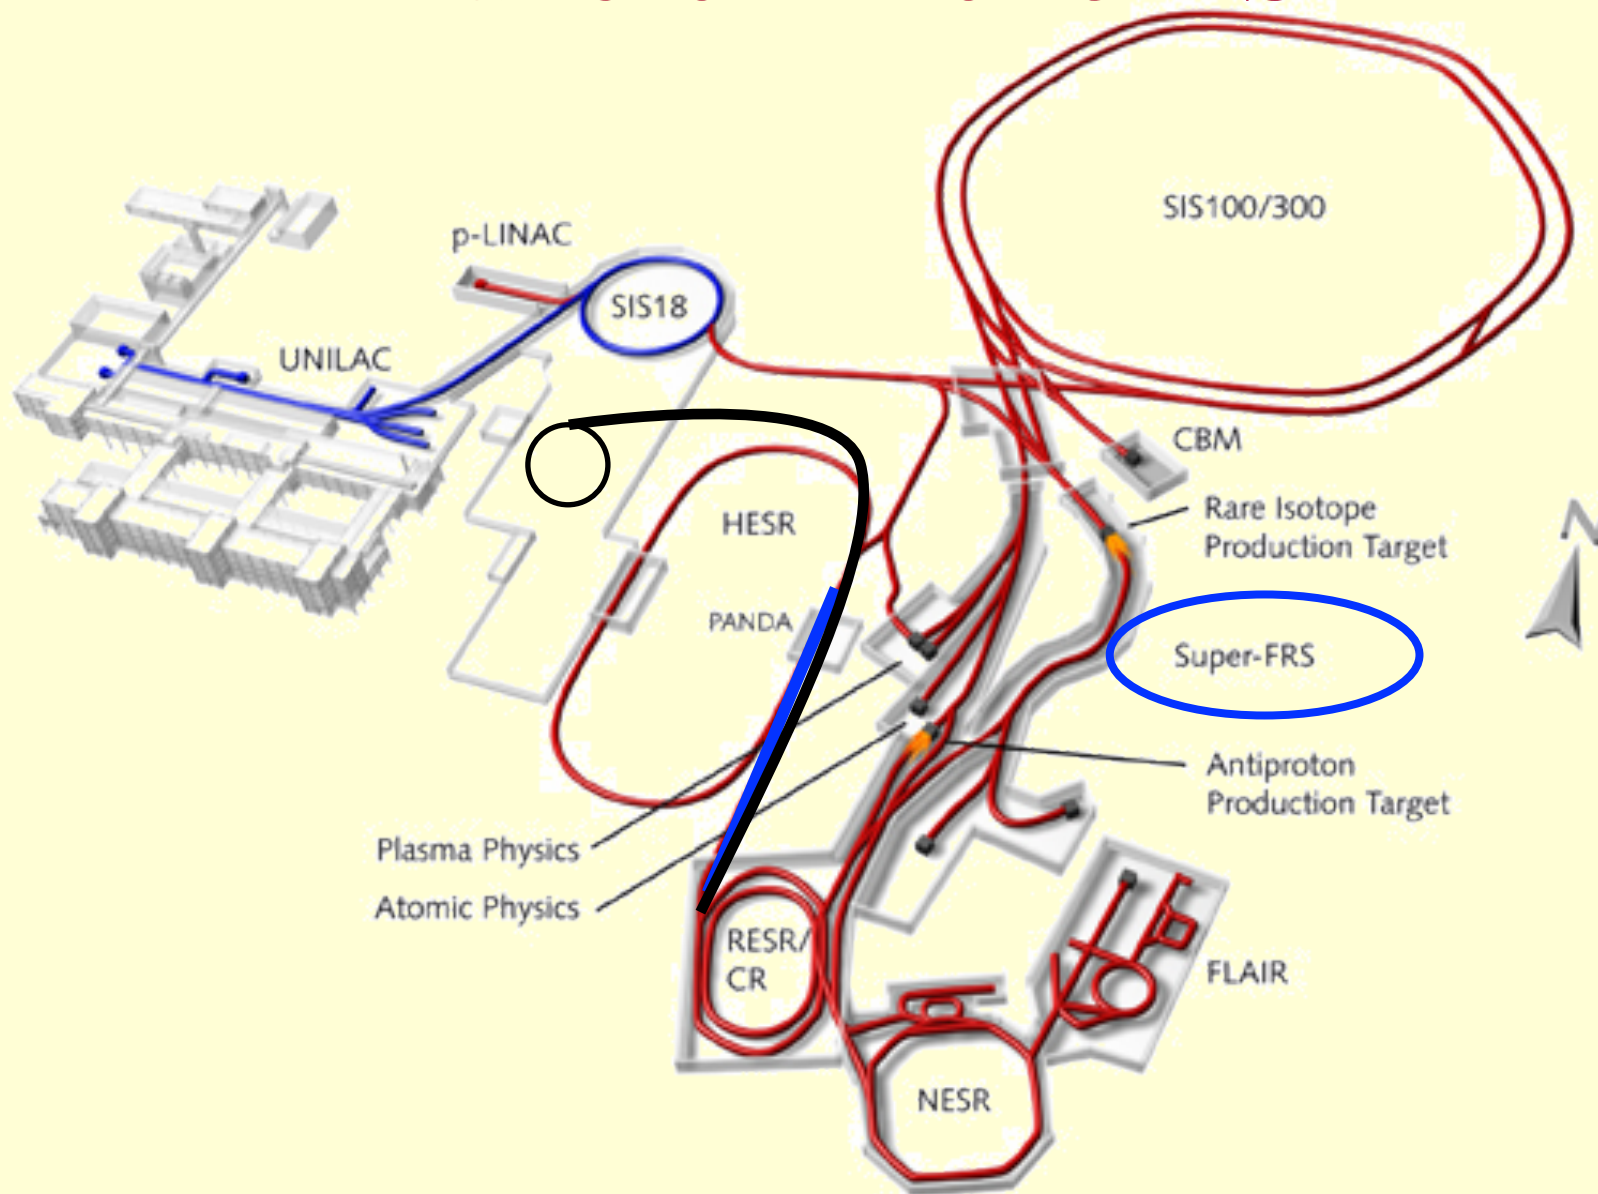 SIS100/300
p-LINAC
SIS18
UNILAC
CBM
Rare Isotope
Production Target
HESR
PANDA
Super-FRS
Antiproton
Production Target
Plasma Physics
Atomic Physics
RESR/
CR
FLAIR
NESR
N